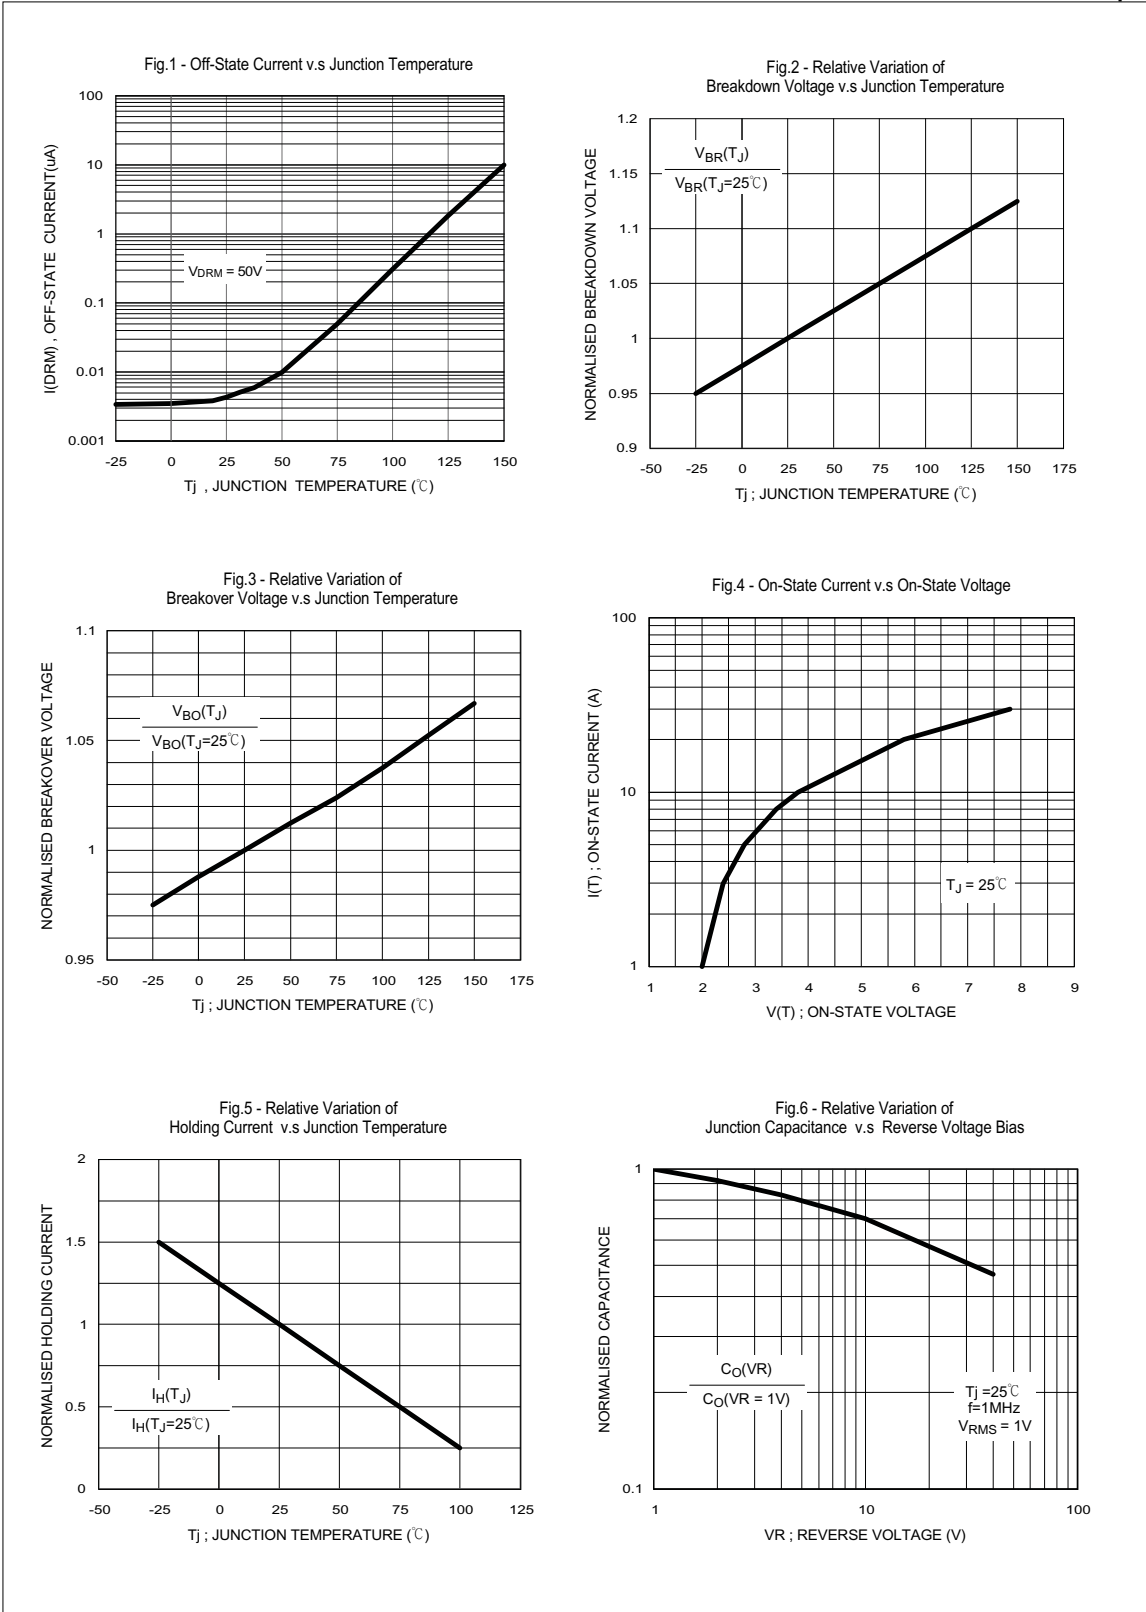 Fig.1 - Off-State Current v.s Junction Temperature
100
10
1
0.1
0.01
0.001
I(DRM) , OFF-STATE CURRENT(uA)
VDRM = 50V
-25 0 25 50 75 100 125 150
Tj , JUNCTION TEMPERATURE (℃)
Fig.2 - Relative Variation of
Breakdown Voltage v.s Junction Temperature
1.2
1.15
1.1
1.05
1
0.95
0.9
NORMALISED BREAKDOWN VOLTAGE
VBR(TJ)
VBR(TJ=25℃)
-50 -25 0 25 50 75 100 125 150 175
Tj ; JUNCTION TEMPERATURE (℃)
Fig.3 - Relative Variation of
Breakover Voltage v.s Junction Temperature
1.1
1.05
1
0.95
NORMALISED BREAKOVER VOLTAGE
VBO(TJ)
VBO(TJ=25℃)
-50 -25 0 25 50 75 100 125 150 175
Tj ; JUNCTION TEMPERATURE (℃)
Fig.4 - On-State Current v.s On-State Voltage
100
10
1
I(T) ; ON-STATE CURRENT (A)
TJ = 25℃
1 2 3 4 5 6 7 8 9
V(T) ; ON-STATE VOLTAGE
Fig.5 - Relative Variation of
Holding Current v.s Junction Temperature
2
1.5
1
0.5
0
NORMALISED HOLDING CURRENT
IH(TJ)
IH(TJ=25℃)
-50 -25 0 25 50 75 100 125
Tj ; JUNCTION TEMPERATURE (℃)
Fig.6 - Relative Variation of
Junction Capacitance v.s Reverse Voltage Bias
1
0.1
NORMALISED CAPACITANCE
CO(VR)
CO(VR = 1V)
Tj =25℃
f=1MHz
VRMS = 1V
1 10 100
VR ; REVERSE VOLTAGE (V)